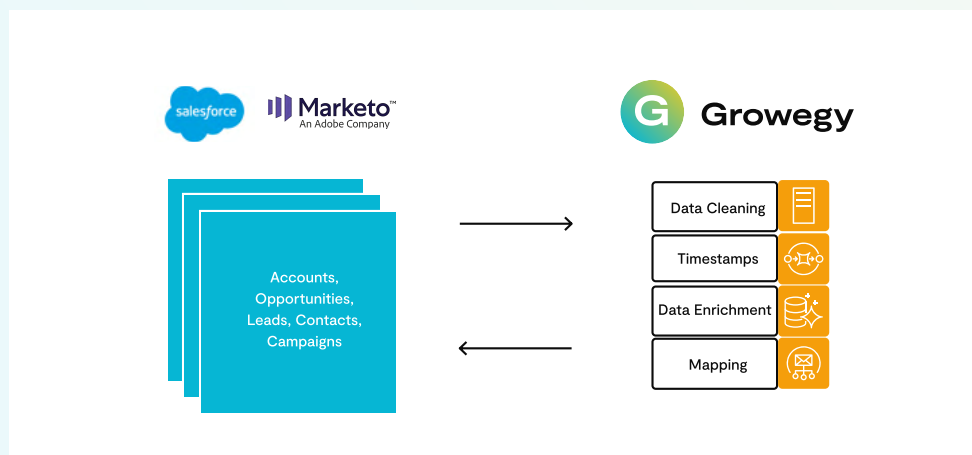 salesforce
Marketo™
An Adobe Company
G Growegy
Accounts,
Opportunities,
Leads, Contacts,
Campaigns
Data Cleaning
Timestamps
Data Enrichment
Mapping